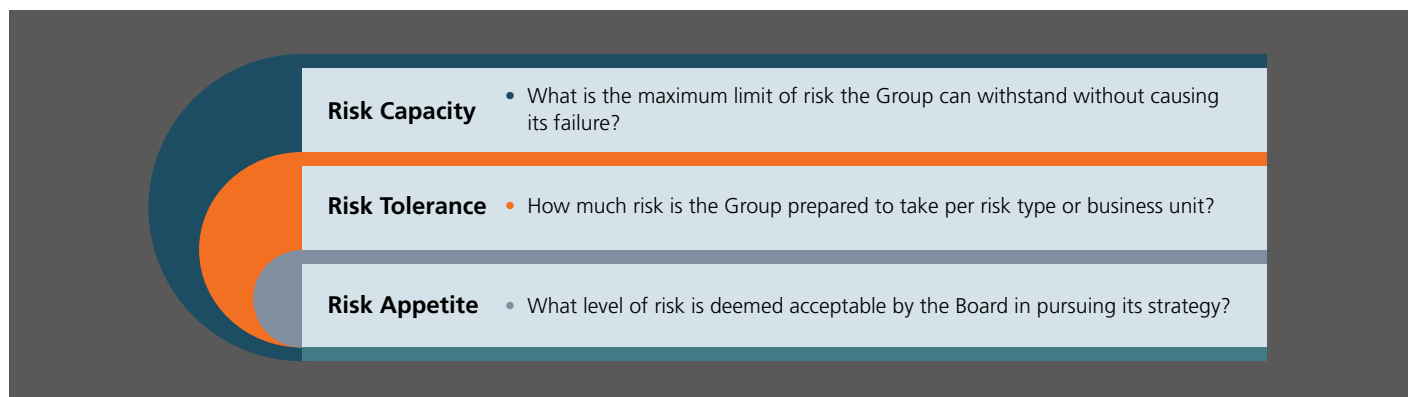 Risk Capacity
• What is the maximum limit of risk the Group can withstand without causing
its failure?
Risk Tolerance
• How much risk is the Group prepared to take per risk type or business unit?
Risk Appetite
• What level of risk is deemed acceptable by the Board in pursuing its strategy?